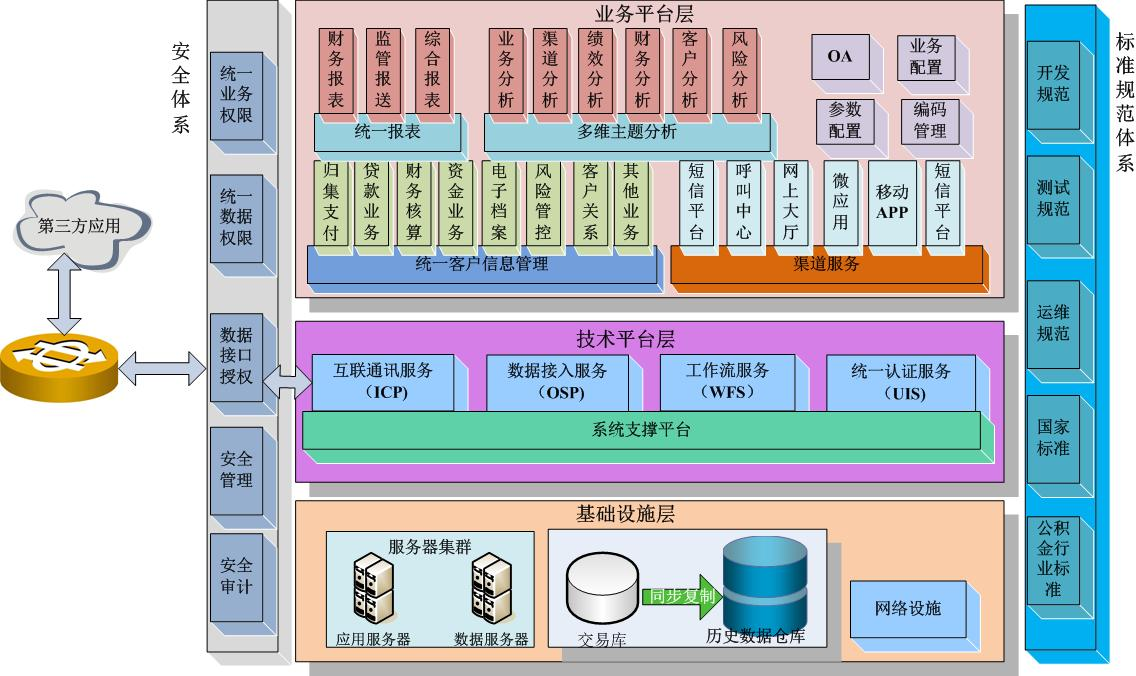 安全体系
统一
业务
权限
统一
数据
权限
数据
接口
授权
安全
管理
安全
审计
第三方应用
业务平台层
财务报表
监管报送
综合报表
统一报表
业务分析
渠道分析
绩效分析
财务分析
客户分析
风险分析
多维主题分析
OA
业务
配置
参数
配置
编码
管理
归集支付
贷款业务
财务核算
资金业务
电子档案
风险管控
客户关系
其他业务
统一客户信息管理
短信平台
呼叫中心
网上大厅
微应用
移动
APP
短信平台
渠道服务
技术平台层
互联通讯服务
（ICP)
数据接入服务
(OSP)
工作流服务
（WFS）
统一认证服务
（UIS)
系统支撑平台
基础设施层
服务器集群
应用服务器
数据服务器
交易库
同步复制
历史数据仓库
网络设施
标准规范体系
开发
规范
测试
规范
运维
规范
国家
标准
公积
金行
业标
准